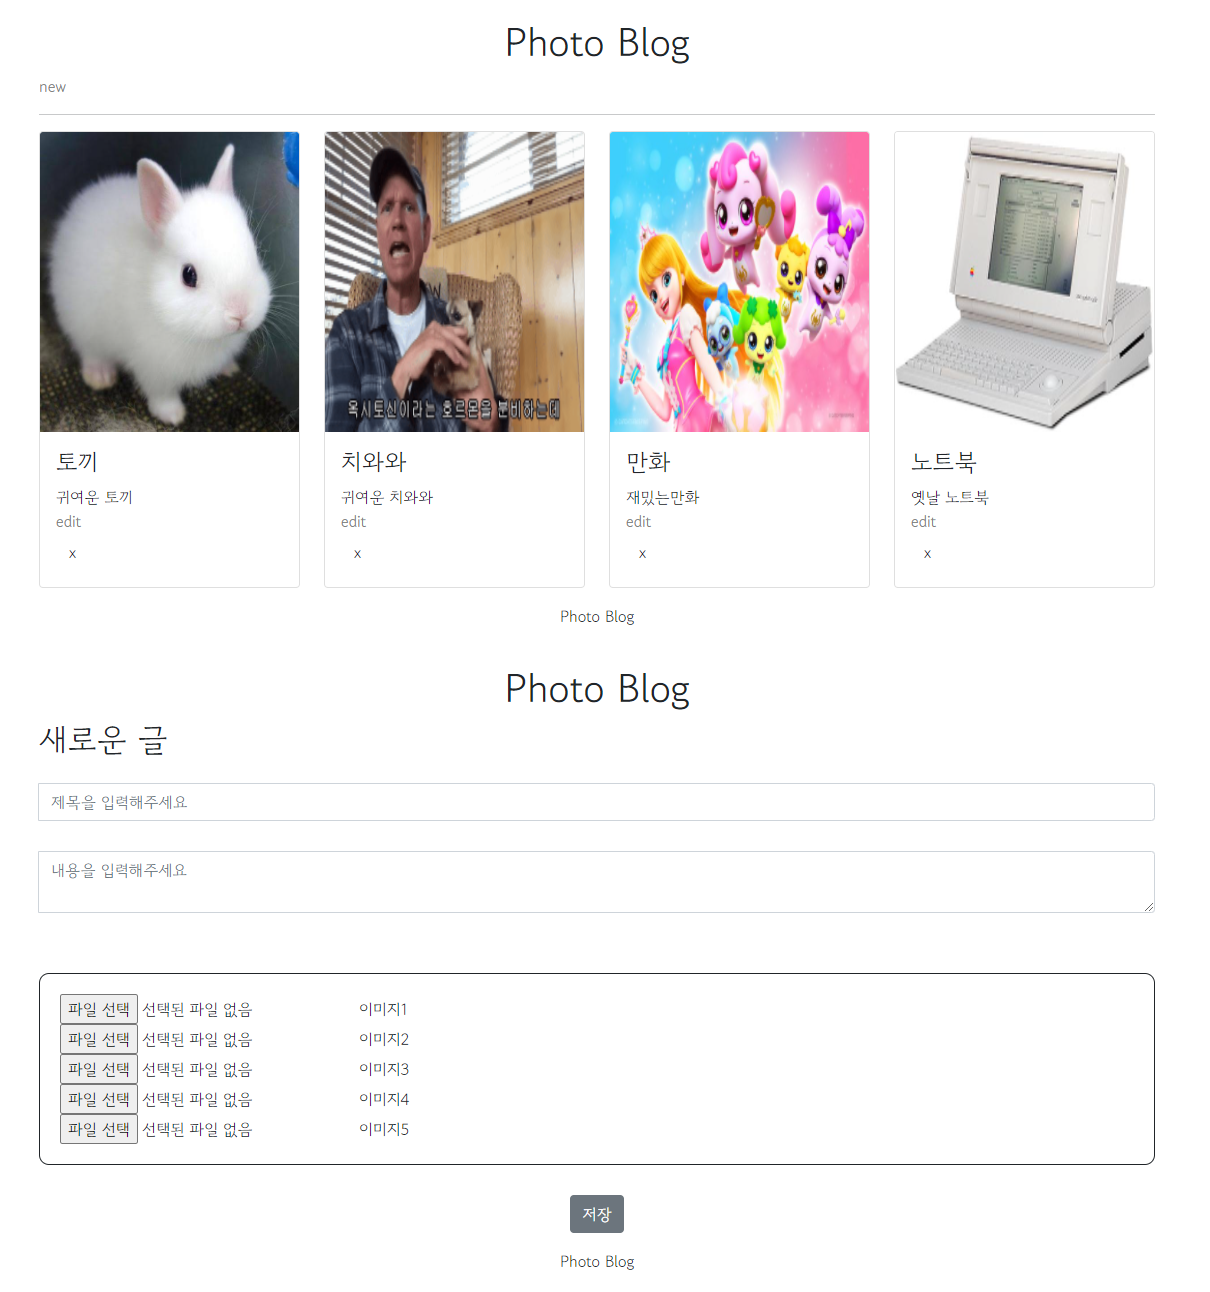 Photo Blog
new
옥시토신이라는 호르몬을 분비하는데
토끼
귀여운 토끼
edit
x
치와와
귀여운 치와와
edit
x
만화
재밌는만화
edit
x
노트북
옛날 노트북
edit
x
Photo Blog
Photo Blog
새로운 글
제목을 입력해주세요
내용을 입력해주세요
파일 선택 선택된 파일 없음 이미지1
파일 선택 선택된 파일 없음 이미지2
파일 선택 선택된 파일 없음 이미지3
파일 선택 선택된 파일 없음 이미지4
파일 선택 선택된 파일 없음 이미지5
저장
Photo Blog